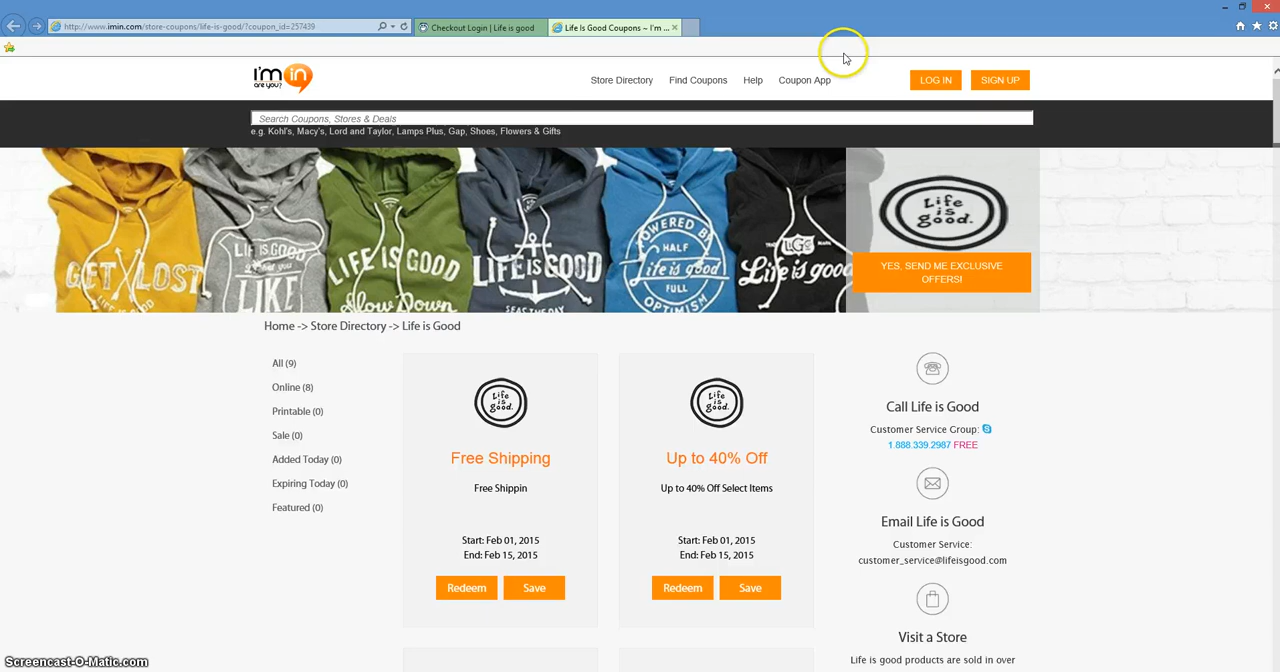 http://www.imin.com/store-coupons/life-is-good/?coupon_id=257439
Checkout Login | Life is good
Life Is Good Coupons ~ I'm ...
I'm in
are you?
Store Directory
Find Coupons
Help
Coupon App
LOG IN
SIGN UP
Search Coupons, Stores & Deals
e.g. Kohl's, Macy's, Lord and Taylor, Lamps Plus, Gap, Shoes, Flowers & Gifts
GET LOST
LIFE IS GOOD
LIKE
LIFE IS GOOD
Slow Down
LIFE IS GOOD
SEAS THE DAY
POWERED BY
HALF
Life is good
FULL
OPTIMISM
LIG
Life is good
Life
is
good.
YES, SEND ME EXCLUSIVE
OFFERS!
Home -> Store Directory -> Life is Good
All (9)
Online (8)
Printable (0)
Sale (0)
Added Today (0)
Expiring Today (0)
Featured (0)
Life
is
good.
Free Shipping
Free Shippin
Start: Feb 01, 2015
End: Feb 15, 2015
Redeem
Save
Life
is
good.
Up to 40% Off
Up to 40% Off Select Items
Start: Feb 01, 2015
End: Feb 15, 2015
Redeem
Save
Call Life is Good
Customer Service Group:
1.888.339.2987 FREE
Email Life is Good
Customer Service:
customer_service@lifeisgood.com
Visit a Store
Life is good products are sold in over
Screencast-O-Matic.com